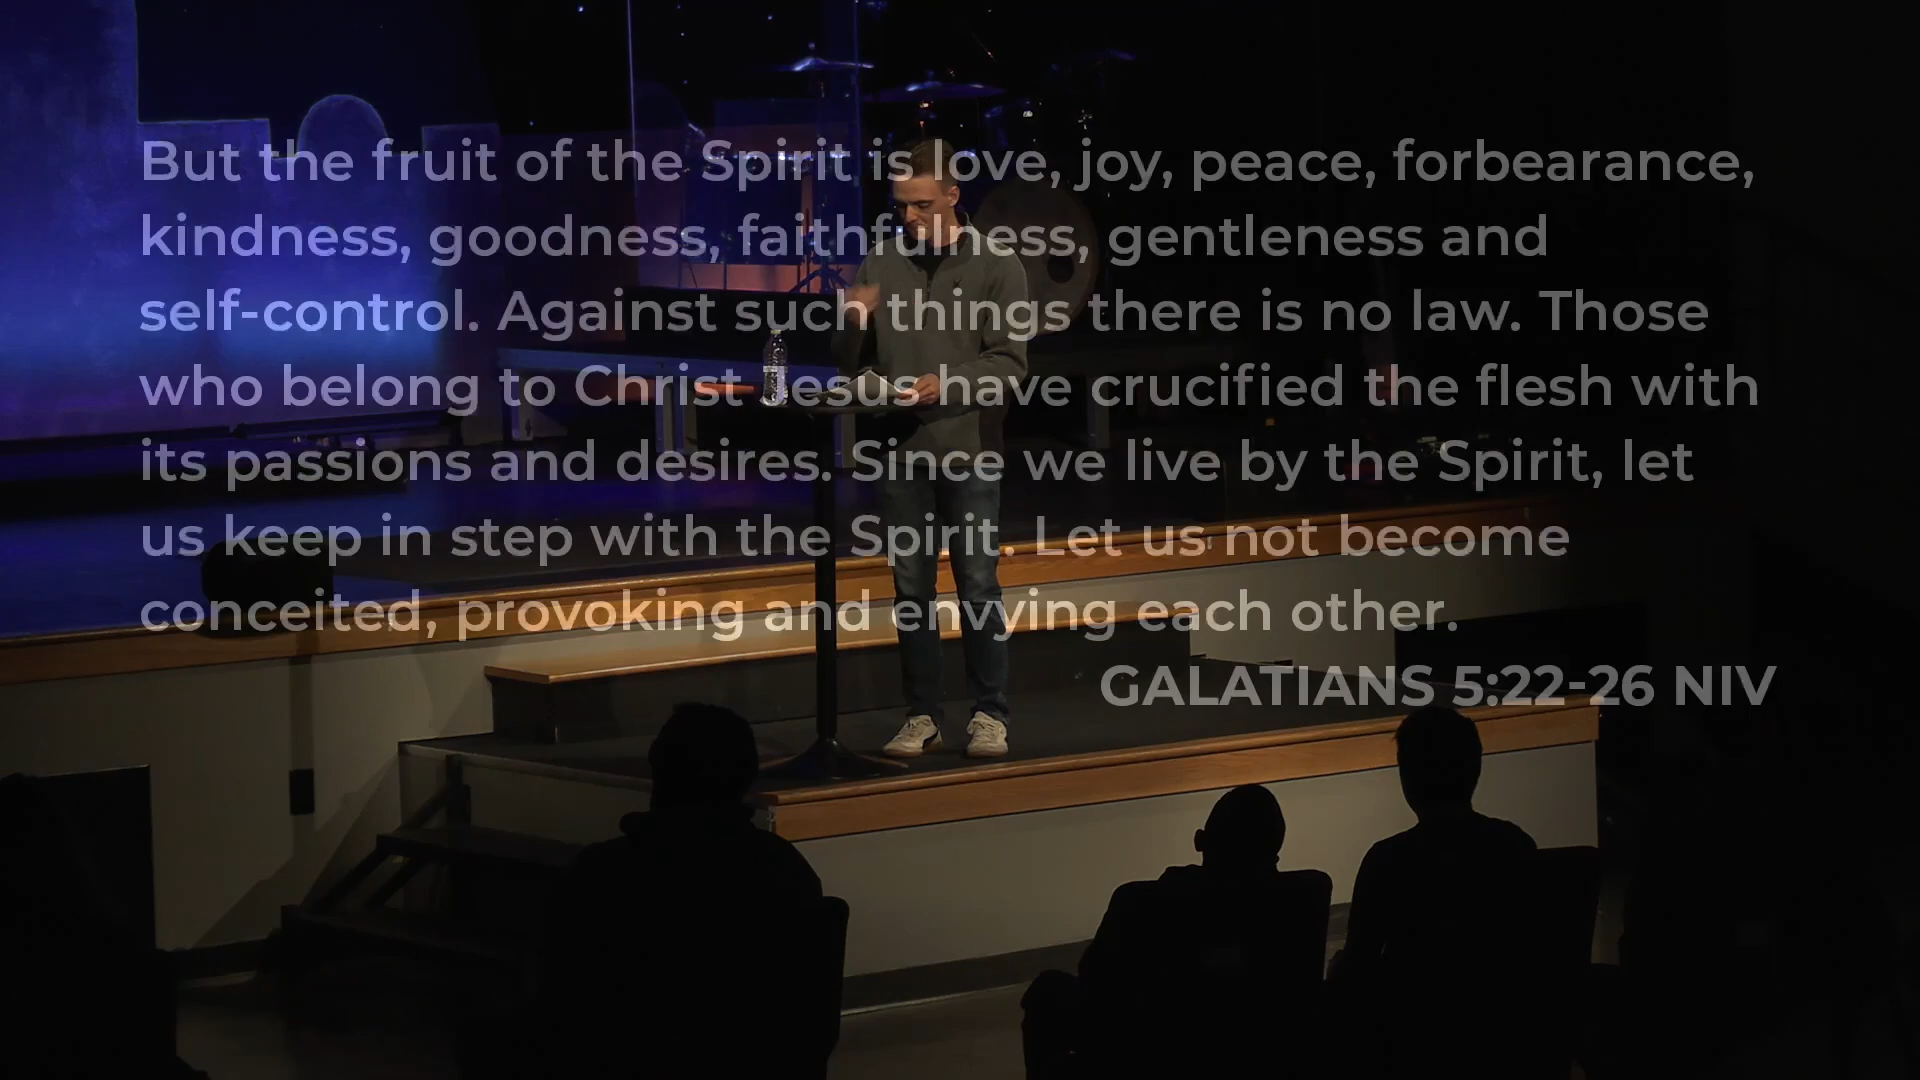 But the fruit of the Spirit is love, joy, peace, forbearance,
kindness, goodness, faithfulness, gentleness and
self-control. Against such things there is no law. Those
who belong to Christ Jesus have crucified the flesh with
its passions and desires. Since we live by the Spirit, let
us keep in step with the Spirit. Let us not become
conceited, provoking and envying each other.
GALATIANS 5:22-26 NIV